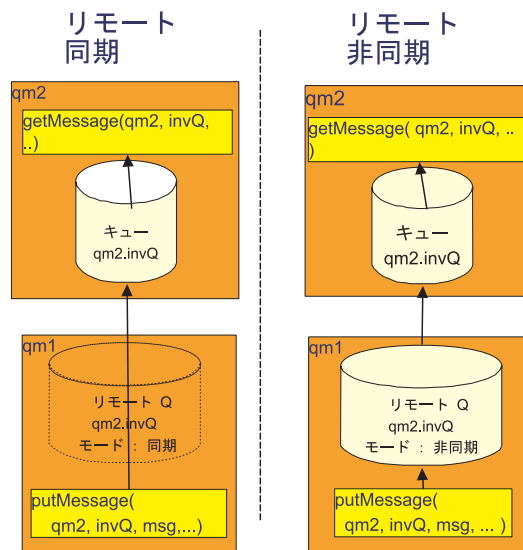 リモート
同期
qm2
getMessage(qm2, invQ,
..)
キュー
qm2.invQ
qm1
リモート Q
qm2.invQ
モード : 同期
putMessage(
qm2, invQ, msg,...)
リモート
非同期
qm2
getMessage( qm2, invQ, ..
)
キュー
qm2.invQ
qm1
リモート Q
qm2.invQ
モード : 非同期
putMessage(
qm2, invQ, msg, ... )